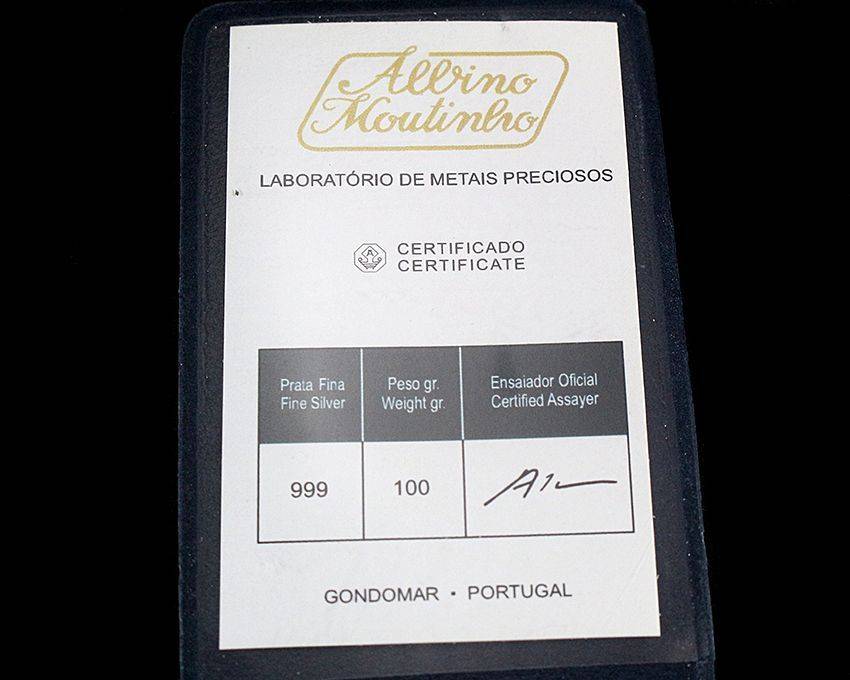 Albino
Moutinho
LABORATÓRIO DE METAIS PRECIOSOS
CERTIFICADO
CERTIFICATE
Prata Fina
Fine Silver
Peso gr.
Weight gr.
Ensaiador Oficial
Certified Assayer
999
100
GONDOMAR • PORTUGAL